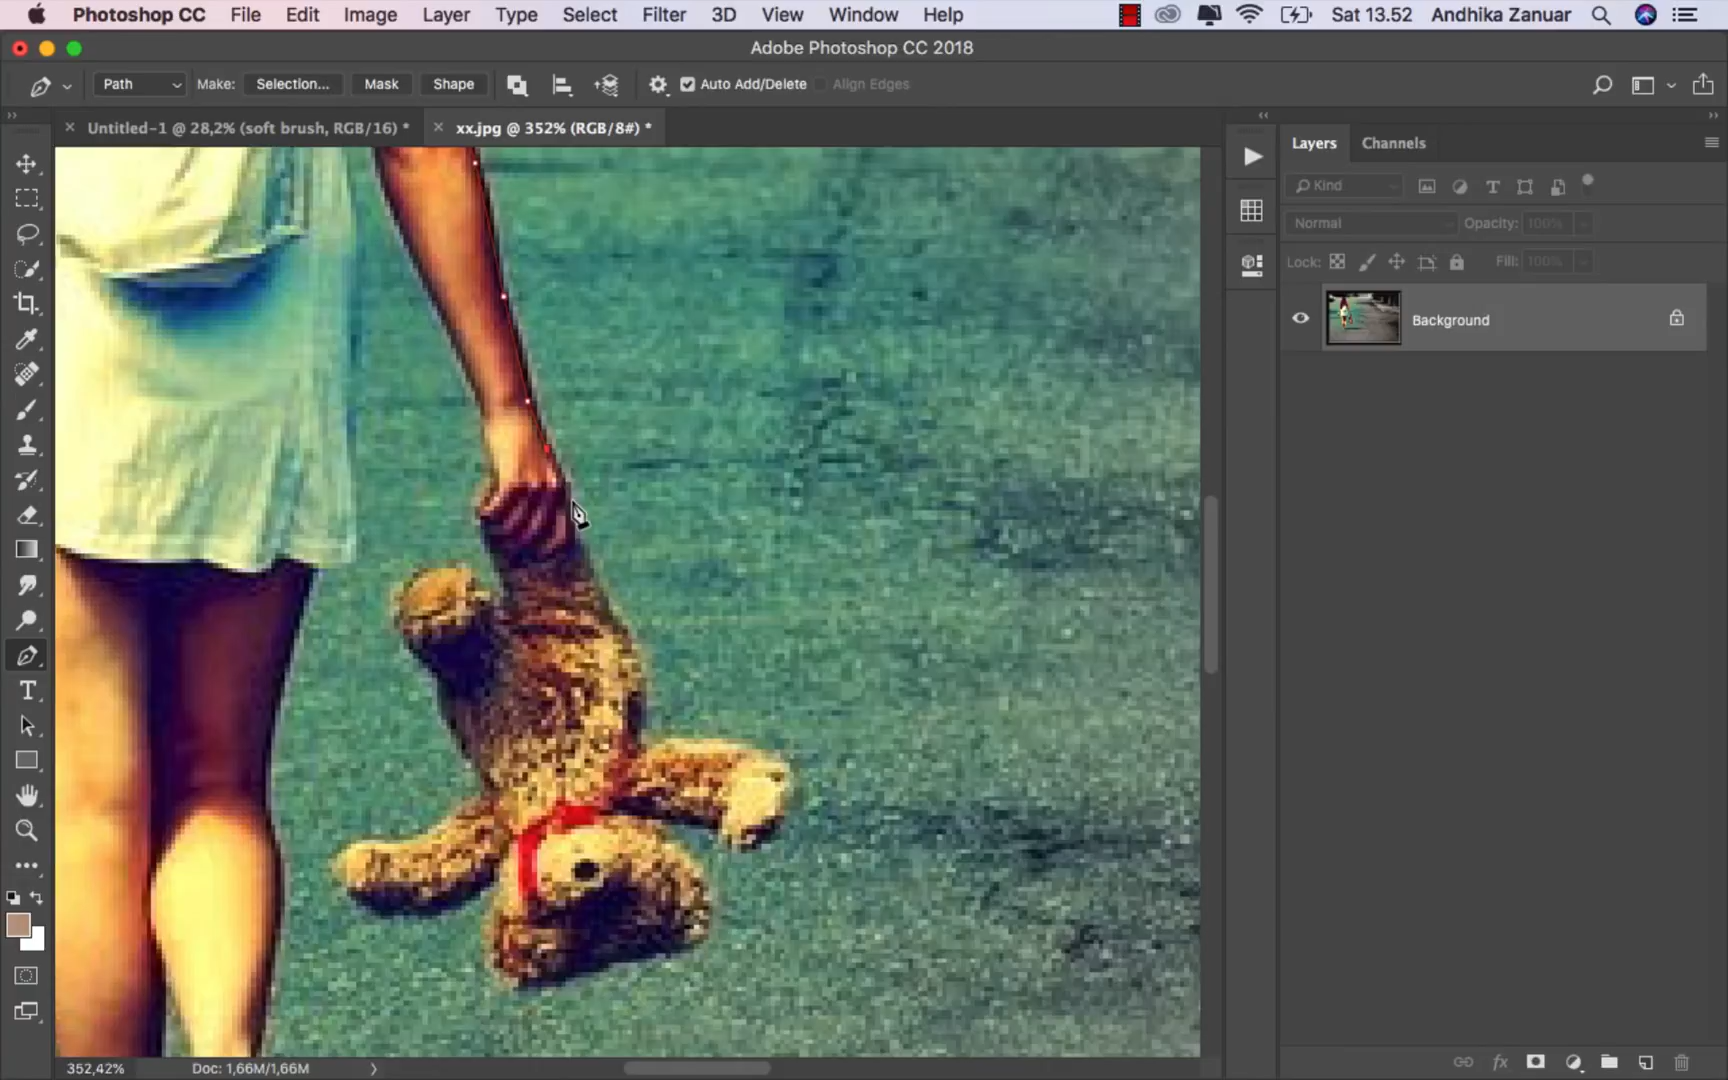 Photoshop CC File Edit Image Layer Type Select Filter 3D View Window Help Sat 13.52 Andhika Zanuar
Adobe Photoshop CC 2018
Path Make: Selection... Mask Shape Auto Add/Delete Align Edges
Untitled-1 @ 28,2% (soft brush, RGB/16) * xx.jpg @ 352% (RGB/8#) *
Layers Channels
Kind
Normal Opacity: 100%
Lock: Fill: 100%
Background
352,42% Doc: 1,66M/1,66M